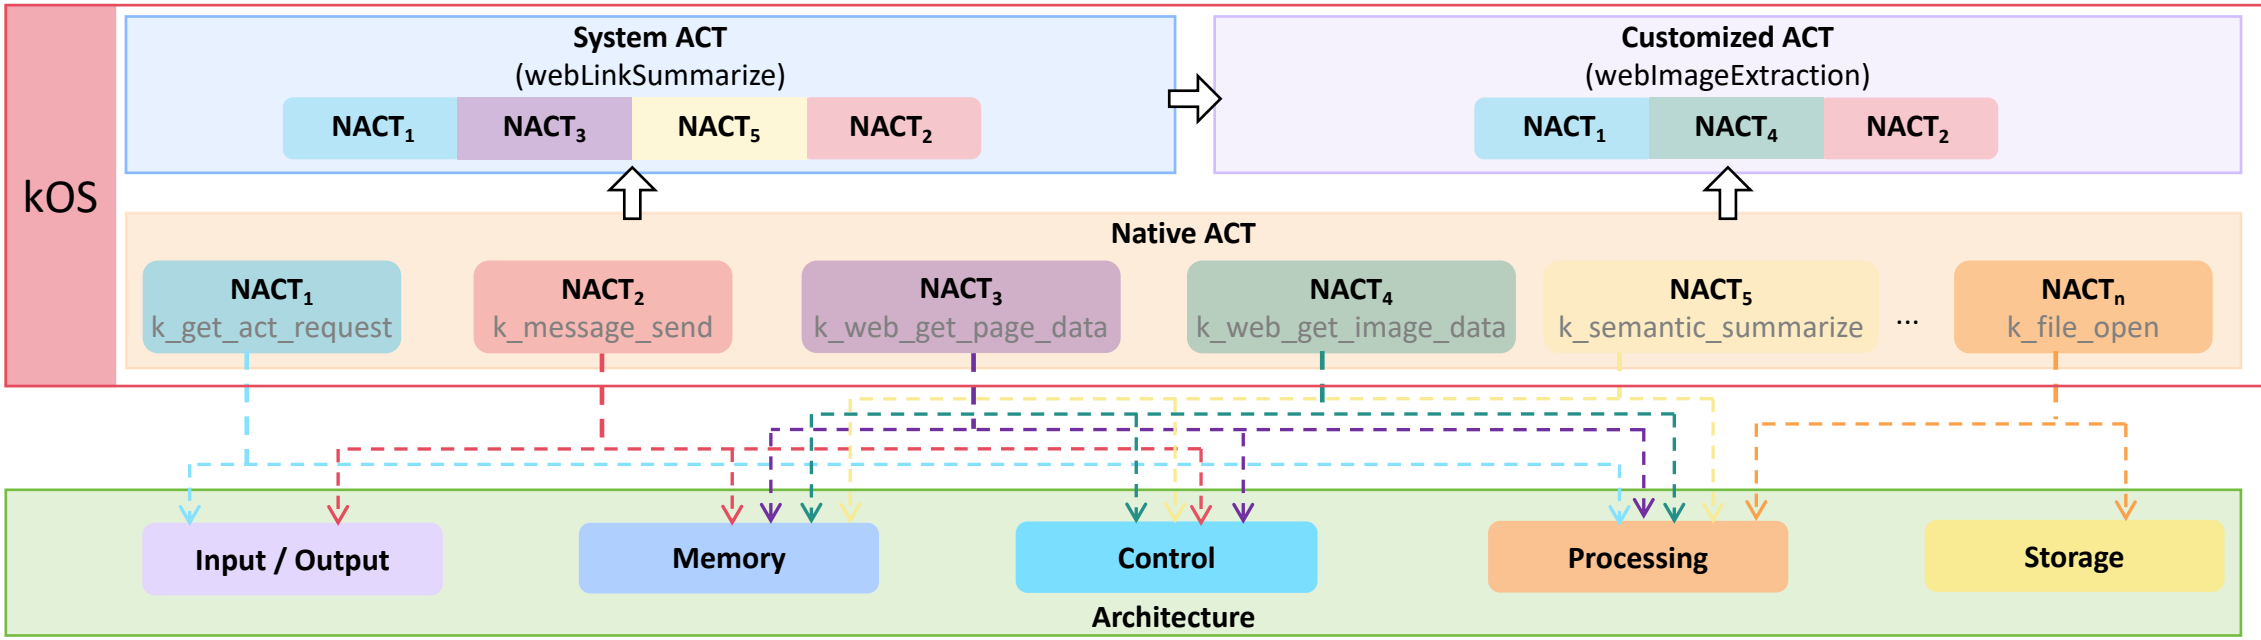 kOS
System ACT
(webLinkSummarize)
NACT1 NACT3 NACT5 NACT2
Customized ACT
(webImageExtraction)
NACT1 NACT4 NACT2
Native ACT
NACT1
k_get_act_request
NACT2
k_message_send
NACT3
k_web_get_page_data
NACT4
k_web_get_image_data
NACT5
k_semantic_summarize
...
NACTn
k_file_open
Input / Output
Memory
Control
Processing
Storage
Architecture